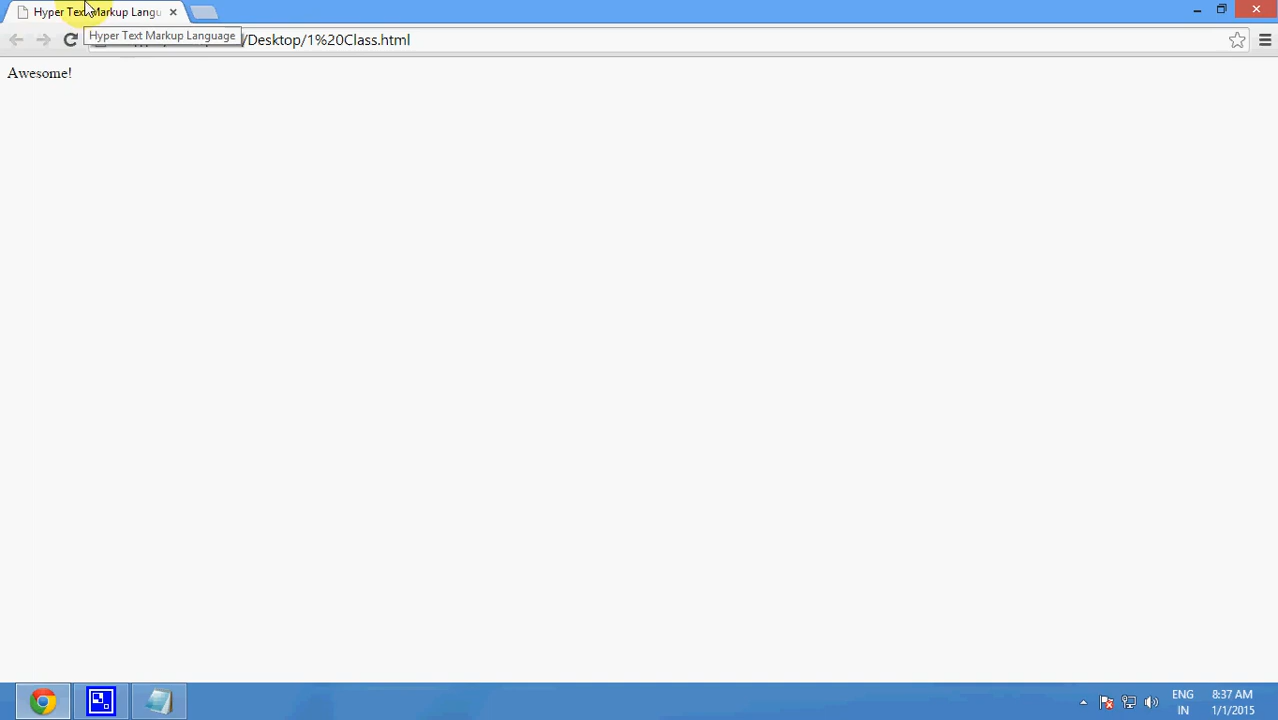 Hyper Text Markup Langu
Hyper Text Markup Language
/Desktop/1%20Class.html
Awesome!
ENG 8:37 AM
IN 1/1/2015